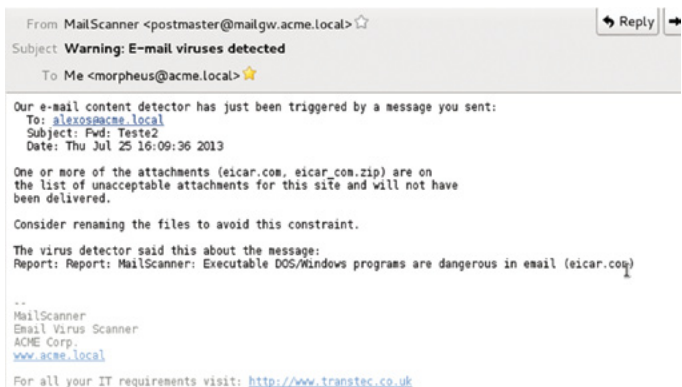 From MailScanner <postmaster@mailgw.acme.local>
Reply
Subject Warning: E-mail viruses detected
To Me <morpheus@acme.local>
Our e-mail content detector has just been triggered by a message you sent:
To: alexos@acme.local
Subject: Fwd: Teste2
Date: Thu Jul 25 16:09:36 2013
One or more of the attachments (eicar.com, eicar_com.zip) are on
the list of unacceptable attachments for this site and will not have
been delivered.
Consider renaming the files to avoid this constraint.
The virus detector said this about the message:
Report: Report: MailScanner: Executable DOS/Windows programs are dangerous in email (eicar.com)
--
MailScanner
Email Virus Scanner
ACME Corp.
www.acme.local
For all your IT requirements visit: http://www.transtec.co.uk